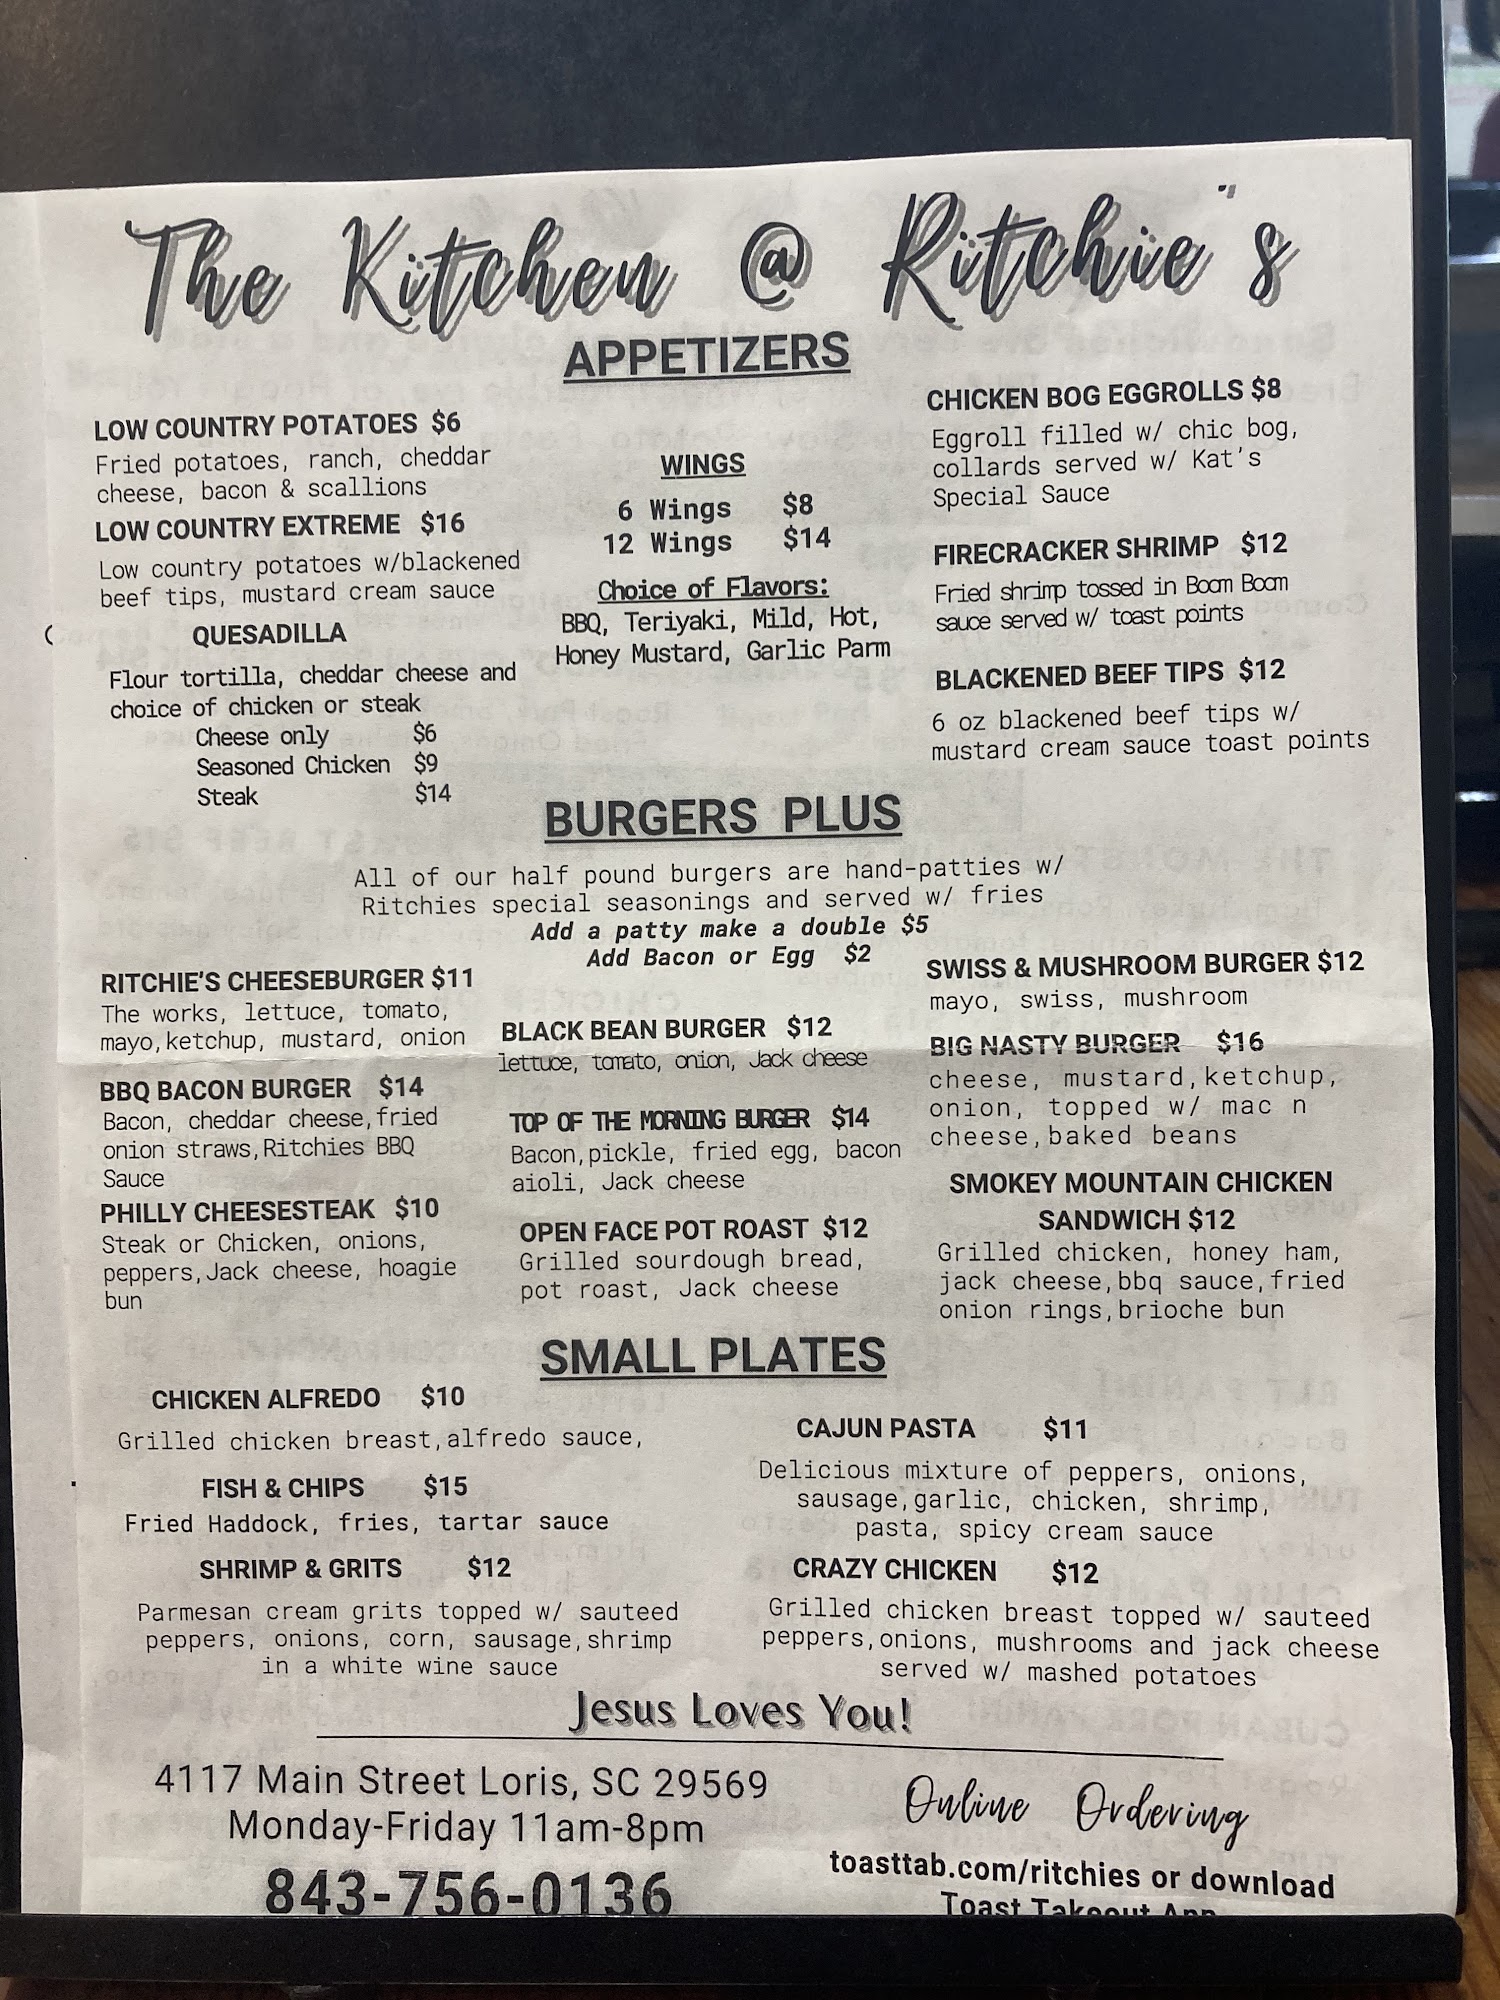 The Kitchen @ Ritchie's
APPETIZERS
LOW COUNTRY POTATOES $6
Fried potatoes, ranch, cheddar
cheese, bacon & scallions
LOW COUNTRY EXTREME $16
Low country potatoes w/blackened
beef tips, mustard cream sauce
QUESADILLA
Flour tortilla, cheddar cheese and
choice of chicken or steak
Cheese only $6
Seasoned Chicken $9
Steak $14
WINGS
6 Wings $8
12 Wings $14
Choice of Flavors:
BBQ, Teriyaki, Mild, Hot,
Honey Mustard, Garlic Parm
CHICKEN BOG EGGROLLS $8
Eggroll filled w/ chic bog,
collards served w/ Kat's
Special Sauce
FIRECRACKER SHRIMP $12
Fried shrimp tossed in Boom Boom
sauce served w/ toast points
BLACKENED BEEF TIPS $12
6 oz blackened beef tips w/
mustard cream sauce toast points
BURGERS PLUS
All of our half pound burgers are hand-patties w/
Ritchies special seasonings and served w/ fries
Add a patty make a double $5
Add Bacon or Egg $2
RITCHIE'S CHEESEBURGER $11
The works, lettuce, tomato,
mayo,ketchup, mustard, onion
BBQ BACON BURGER $14
Bacon, cheddar cheese,fried
onion straws,Ritchies BBQ
Sauce
PHILLY CHEESESTEAK $10
Steak or Chicken, onions,
peppers,Jack cheese, hoagie
bun
BLACK BEAN BURGER $12
lettuce, tomato, onion, Jack cheese
TOP OF THE MORNING BURGER $14
Bacon,pickle, fried egg, bacon
aioli, Jack cheese
OPEN FACE POT ROAST $12
Grilled sourdough bread,
pot roast, Jack cheese
SWISS & MUSHROOM BURGER $12
mayo, swiss, mushroom
BIG NASTY BURGER $16
cheese, mustard,ketchup,
onion, topped w/ mac n
cheese,baked beans
SMOKEY MOUNTAIN CHICKEN
SANDWICH $12
Grilled chicken, honey ham,
jack cheese,bbq sauce,fried
onion rings,brioche bun
SMALL PLATES
CHICKEN ALFREDO $10
Grilled chicken breast,alfredo sauce,
FISH & CHIPS $15
Fried Haddock, fries, tartar sauce
SHRIMP & GRITS $12
Parmesan cream grits topped w/ sauteed
peppers, onions, corn, sausage,shrimp
in a white wine sauce
CAJUN PASTA $11
Delicious mixture of peppers, onions,
sausage,garlic, chicken, shrimp,
pasta, spicy cream sauce
CRAZY CHICKEN $12
Grilled chicken breast topped w/ sauteed
peppers,onions, mushrooms and jack cheese
served w/ mashed potatoes
Jesus Loves You!
4117 Main Street Loris, SC 29569
Monday-Friday 11am-8pm
843-756-0136
Online Ordering
toasttab.com/ritchies or download
Toast Takeout App